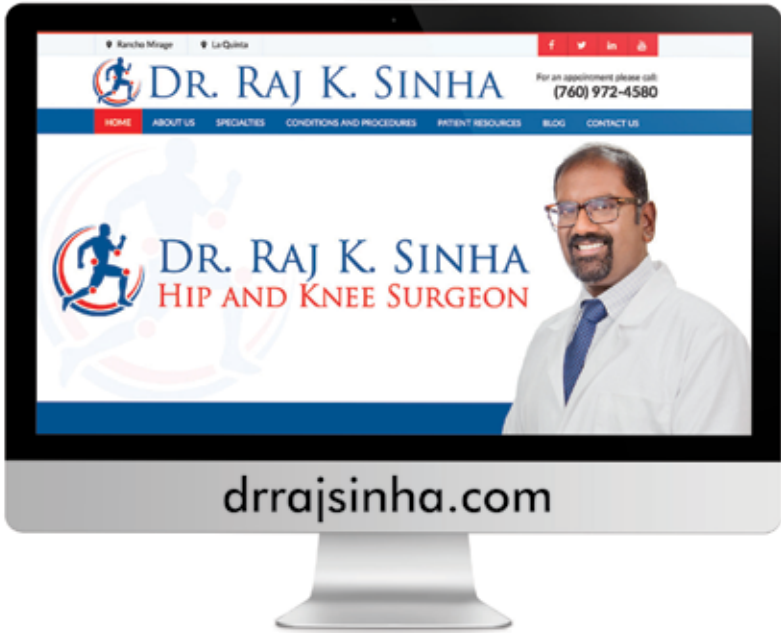 Rancho Mirage La Quinta
f in
DR. RAJ K. SINHA
For an appointment please call:
(760) 972-4580
HOME ABOUT US SPECIALTIES CONDITIONS AND PROCEDURES PATIENT RESOURCES BLOG CONTACT US
DR. RAJ K. SINHA
HIP AND KNEE SURGEON
drrajsinha.com